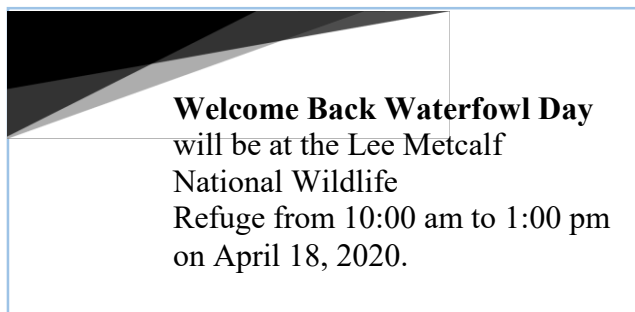 Welcome Back Waterfowl Day
will be at the Lee Metcalf
National Wildlife
Refuge from 10:00 am to 1:00 pm
on April 18, 2020.